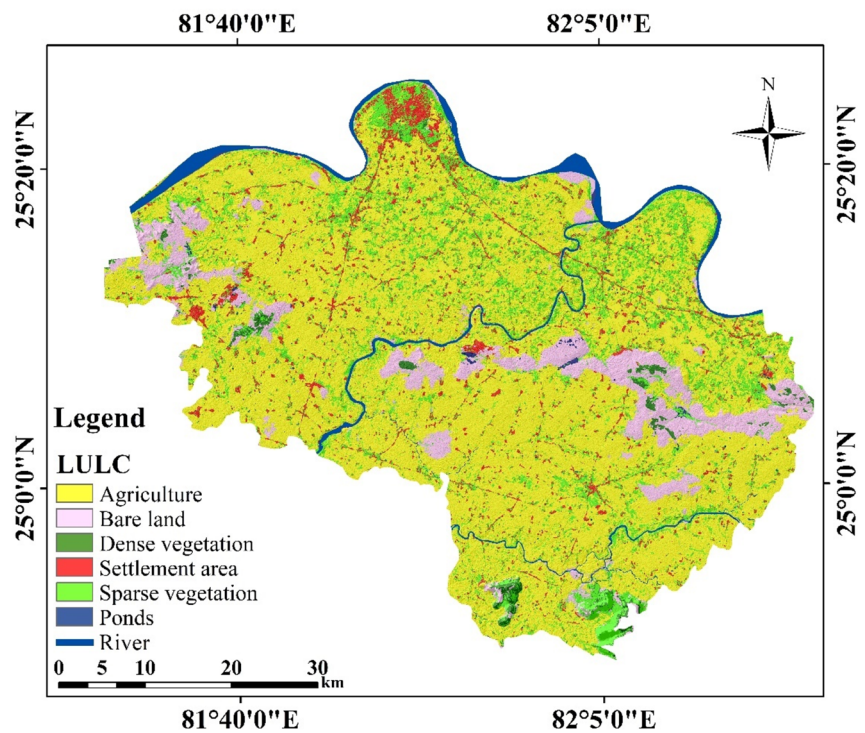 81°40'0"E 82°5'0"E
N
25°20'0"N 25°20'0"N
Legend
LULC
25°0'0"N 25°0'0"N
Agriculture
Bare land
Dense vegetation
Settlement area
Sparse vegetation
Ponds
River
0 5 10 20 30
km
81°40'0"E 82°5'0"E